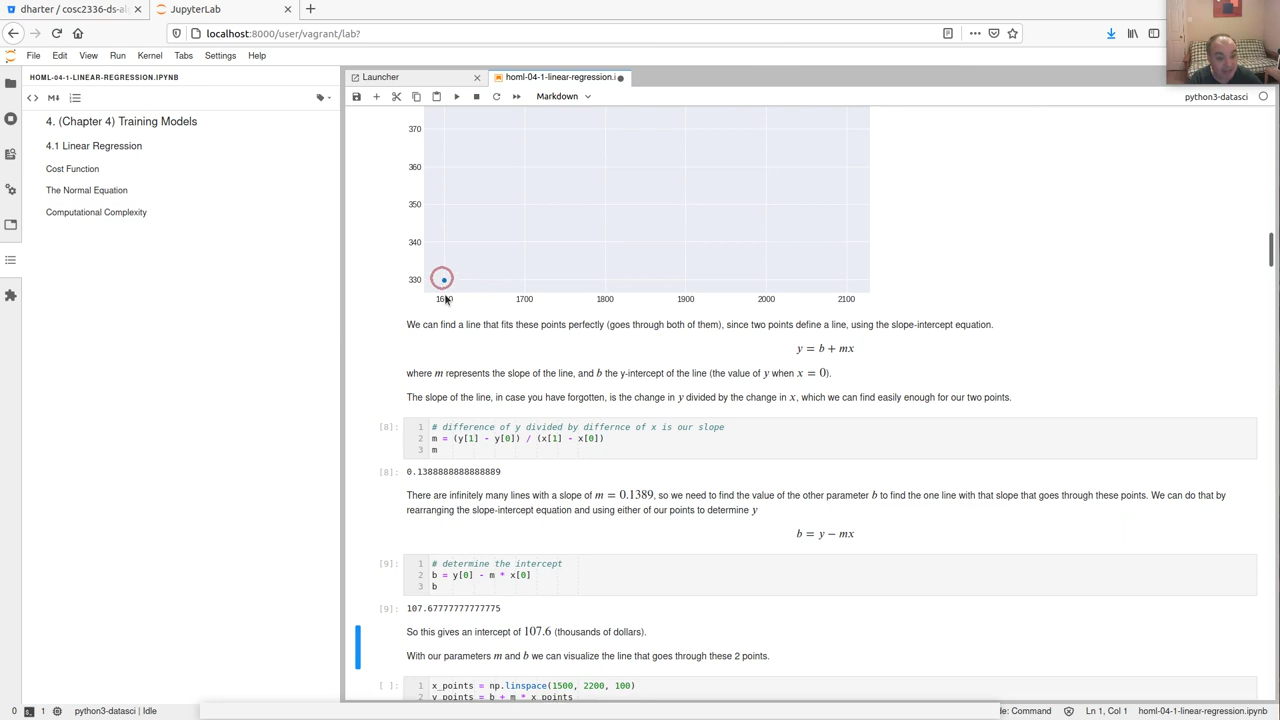 dharter / cosc2336-ds-alg
JupyterLab
localhost:8000/user/vagrant/lab?
File Edit View Run Kernel Tabs Settings Help
HOML-04-1-LINEAR-REGRESSION.IPYNB
4. (Chapter 4) Training Models
4.1 Linear Regression
Cost Function
The Normal Equation
Computational Complexity
Launcher
homl-04-1-linear-regression.i
Markdown
python3-datasci
370
360
350
340
330
1600 1700 1800 1900 2000 2100
We can find a line that fits these points perfectly (goes through both of them), since two points define a line, using the slope-intercept equation.
y = b + mx
where m represents the slope of the line, and b the y-intercept of the line (the value of y when x = 0).
The slope of the line, in case you have forgotten, is the change in y divided by the change in x, which we can find easily enough for our two points.
[8]:
1 # difference of y divided by differnce of x is our slope
2 m = (y[1] - y[0]) / (x[1] - x[0])
3 m
[8]: 0.1388888888888889
There are infinitely many lines with a slope of m = 0.1389, so we need to find the value of the other parameter b to find the one line with that slope that goes through these points. We can do that by
rearranging the slope-intercept equation and using either of our points to determine y
b = y − mx
[9]:
1 # determine the intercept
2 b = y[0] - m * x[0]
3 b
[9]: 107.67777777777775
So this gives an intercept of 107.6 (thousands of dollars).
With our parameters m and b we can visualize the line that goes through these 2 points.
[ ]:
1 x_points = np.linspace(1500, 2200, 100)
2 y_points = b + m * x_points
0 1 python3-datasci | Idle
de: Command Ln 1, Col 1 homl-04-1-linear-regression.ipynb